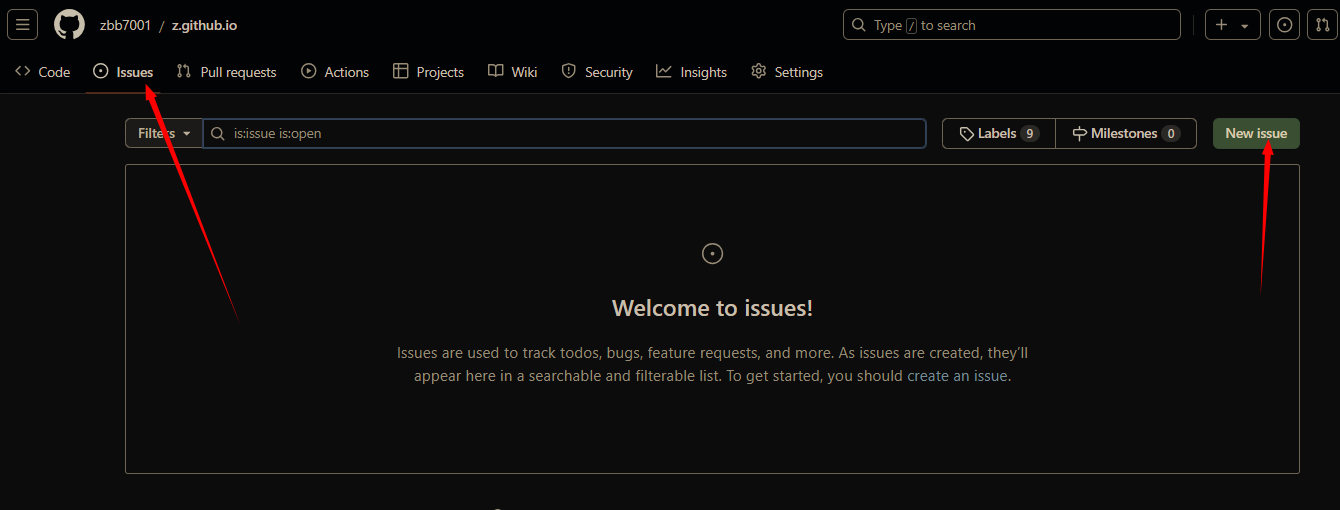 zbb7001 / z.github.io
Type / to search
Code Issues Pull requests Actions Projects Wiki Security Insights Settings
Filters is:issue is:open Labels 9 Milestones 0 New issue
Welcome to issues!
Issues are used to track todos, bugs, feature requests, and more. As issues are created, they’ll
appear here in a searchable and filterable list. To get started, you should create an issue.